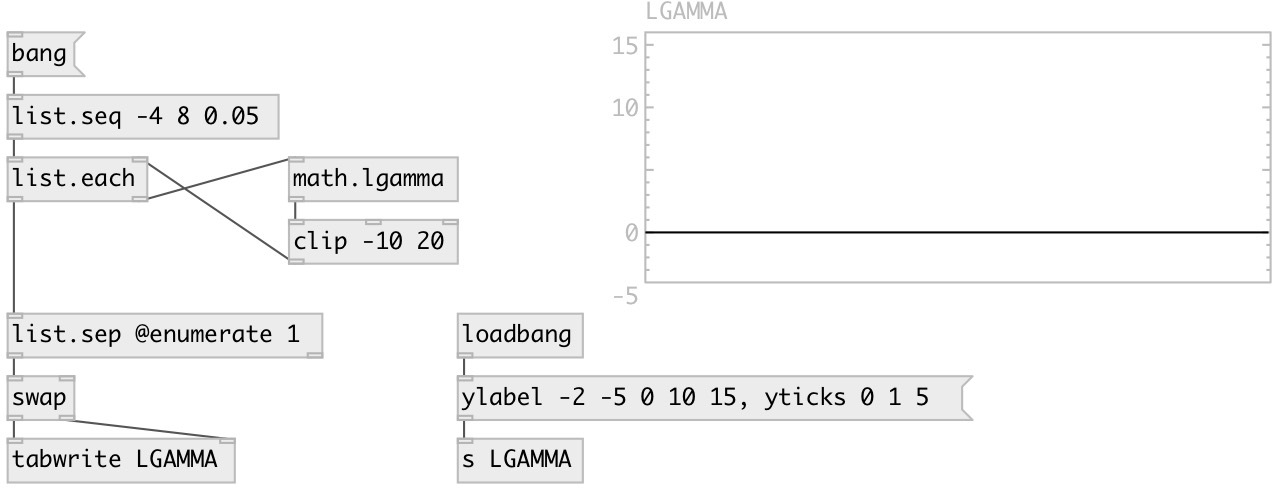 LGAMMA
bang
15
list.seq -4 8 0.05
10
list.each
math.lgamma
clip -10 20
0
-5
list.sep @enumerate 1
loadbang
swap
ylabel -2 -5 0 10 15, yticks 0 1 5
tabwrite LGAMMA
s LGAMMA